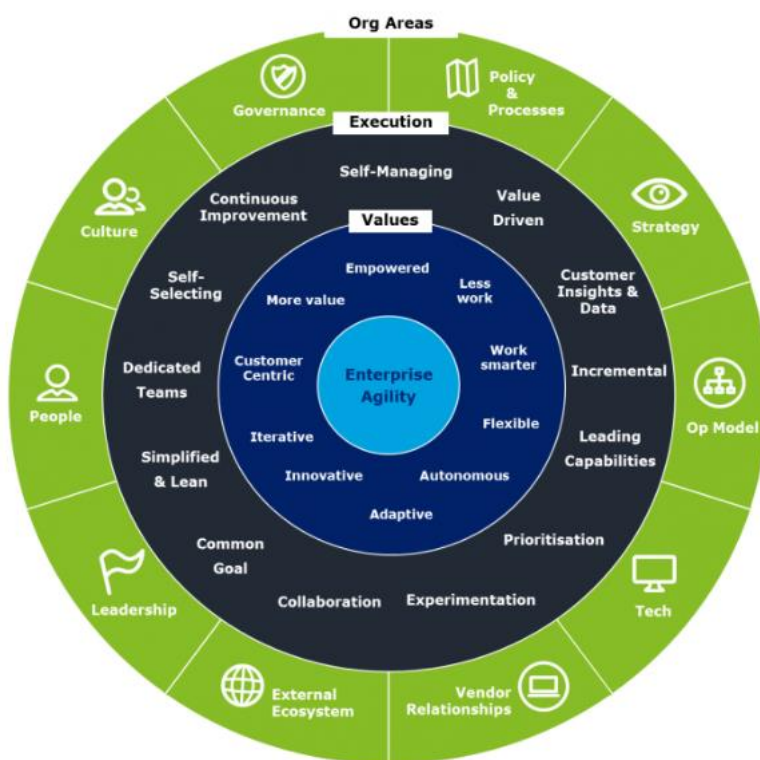 Org Areas
Governance
Policy
&
Processes
Strategy
Op Model
Tech
Vendor
Relationships
External
Ecosystem
Leadership
People
Culture
Execution
Self-Managing
Value
Driven
Customer
Insights &
Data
Incremental
Leading
Capabilities
Prioritisation
Experimentation
Collaboration
Common
Goal
Simplified
& Lean
Dedicated
Teams
Self-
Selecting
Continuous
Improvement
Values
Empowered
Less
work
Work
smarter
Flexible
Autonomous
Adaptive
Innovative
Iterative
Customer
Centric
More value
Enterprise
Agility